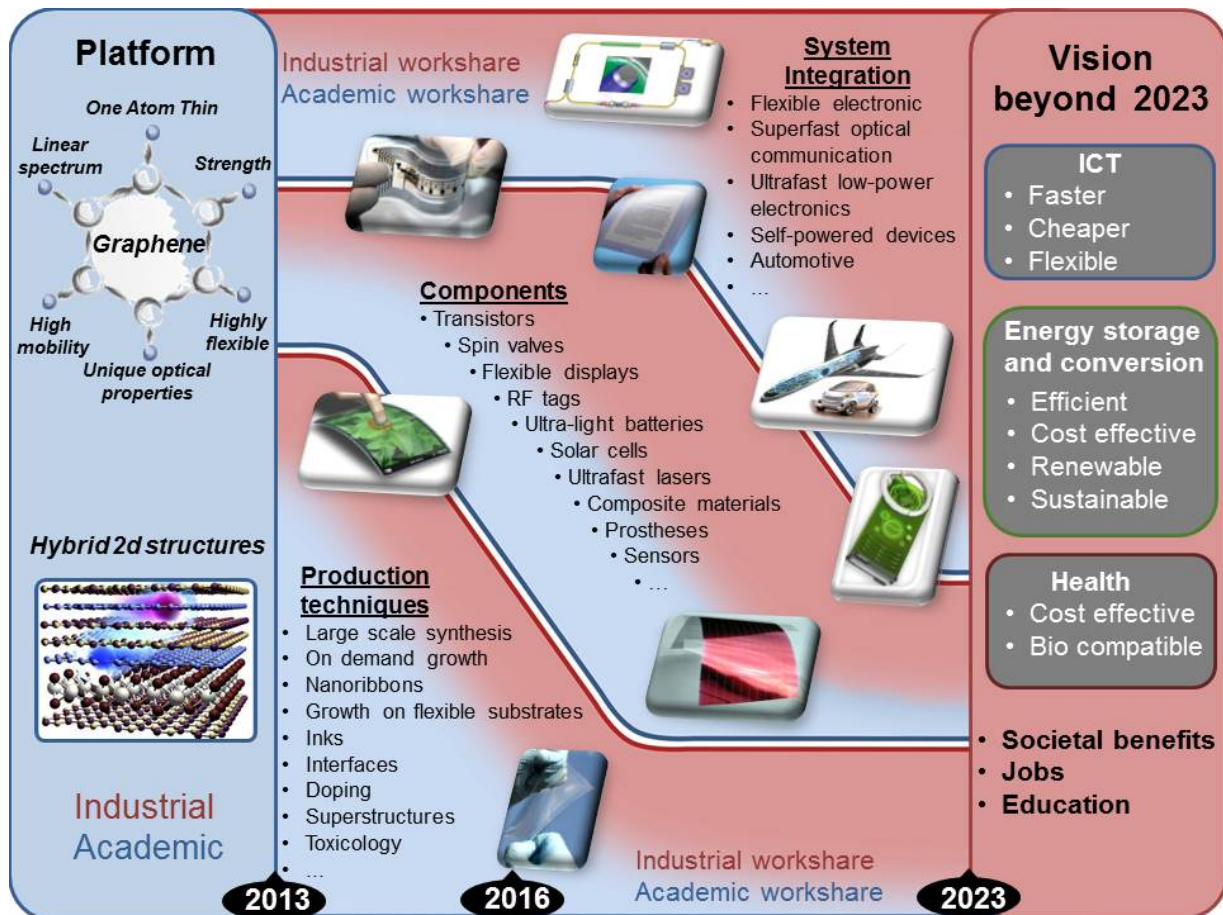 Platform
One Atom Thin
Linear
spectrum
Strength
Graphene
High
mobility
Highly
flexible
Unique optical
properties
Hybrid 2d structures
Industrial
Academic
Industrial workshare
Academic workshare
System
Integration
• Flexible electronic
• Superfast optical
communication
• Ultrafast low-power
electronics
• Self-powered devices
• Automotive
• ...
Components
• Transistors
• Spin valves
• Flexible displays
• RF tags
• Ultra-light batteries
• Solar cells
• Ultrafast lasers
• Composite materials
• Prostheses
• Sensors
• ...
Production
techniques
• Large scale synthesis
• On demand growth
• Nanoribbons
• Growth on flexible substrates
• Inks
• Interfaces
• Doping
• Superstructures
• Toxicology
• ...
Industrial workshare
Academic workshare
2013
2016
2023
Vision
beyond 2023
ICT
• Faster
• Cheaper
• Flexible
Energy storage
and conversion
• Efficient
• Cost effective
• Renewable
• Sustainable
Health
• Cost effective
• Bio compatible
• Societal benefits
• Jobs
• Education